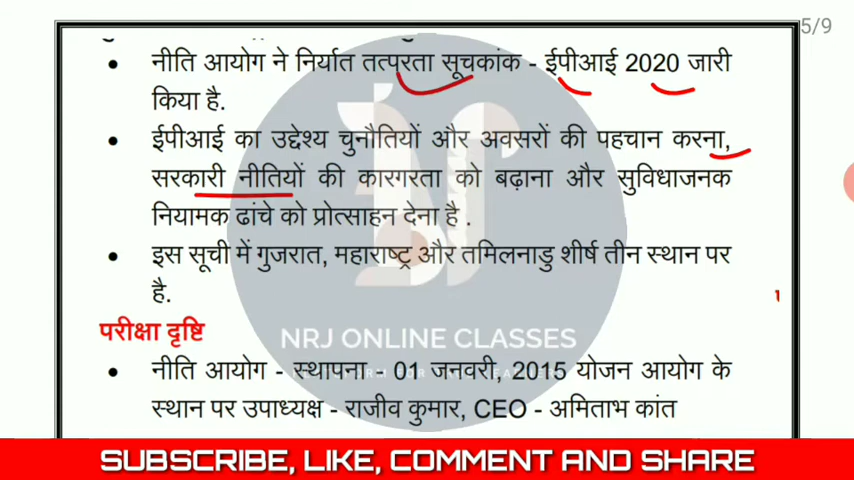 5/9
नीति आयोग ने निर्यात तत्परता सूचकांक - ईपीआई 2020 जारी
किया है.
ईपीआई का उद्देश्य चुनौतियों और अवसरों की पहचान करना,
सरकारी नीतियों की कारगरता को बढ़ाना और सुविधाजनक
नियामक ढांचे को प्रोत्साहन देना है .
इस सूची में गुजरात, महाराष्ट्र और तमिलनाडु शीर्ष तीन स्थान पर
है.
NRJ ONLINE CLASSES
परीक्षा दृष्टि
नीति आयोग - स्थापना - 01 जनवरी, 2015 योजन आयोग के
स्थान पर उपाध्यक्ष - राजीव कुमार, CEO - अमिताभ कांत
SUBSCRIBE, LIKE, COMMENT AND SHARE